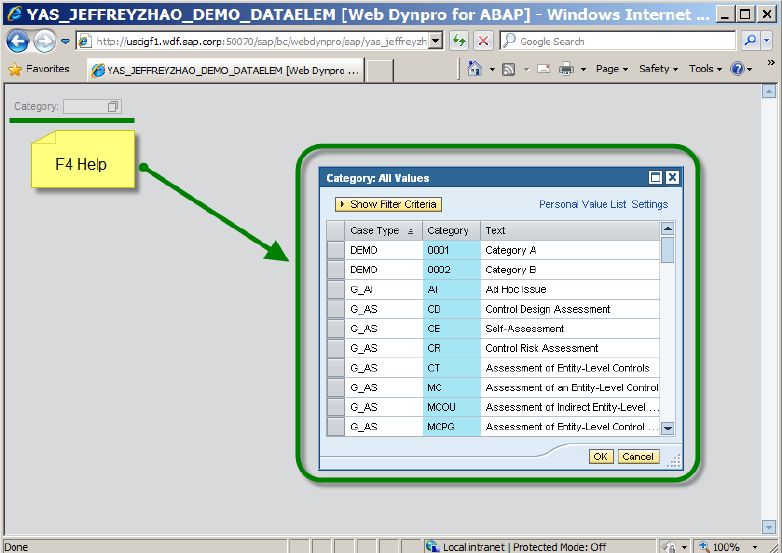 YAS_JEFFREYZHAO_DEMO_DATAELEM [Web Dynpro for ABAP] - Windows Internet ...
http://uscigf1.wdf.sap.corp:50070/sap/bc/webdynpro/sap/yas_jeffreyzh
Google Search
Favorites
YAS_JEFFREYZHAO_DEMO_DATAELEM [Web Dynpro ...
Page
Safety
Tools
Category:
F4 Help
Category: All Values
Show Filter Criteria
Personal Value List Settings
Case Type Category Text
DEMO 0001 Category A
DEMO 0002 Category B
G_AI AI Ad Hoc Issue
G_AS CD Control Design Assessment
G_AS CE Self-Assessment
G_AS CR Control Risk Assessment
G_AS CT Assessment of Entity-Level Controls
G_AS MC Assessment of an Entity-Level Control
G_AS MCOU Assessment of Indirect Entity-Level ...
G_AS MCPG Assessment of Entity-Level Control ...
OK Cancel
Done
Local intranet | Protected Mode: Off
100%